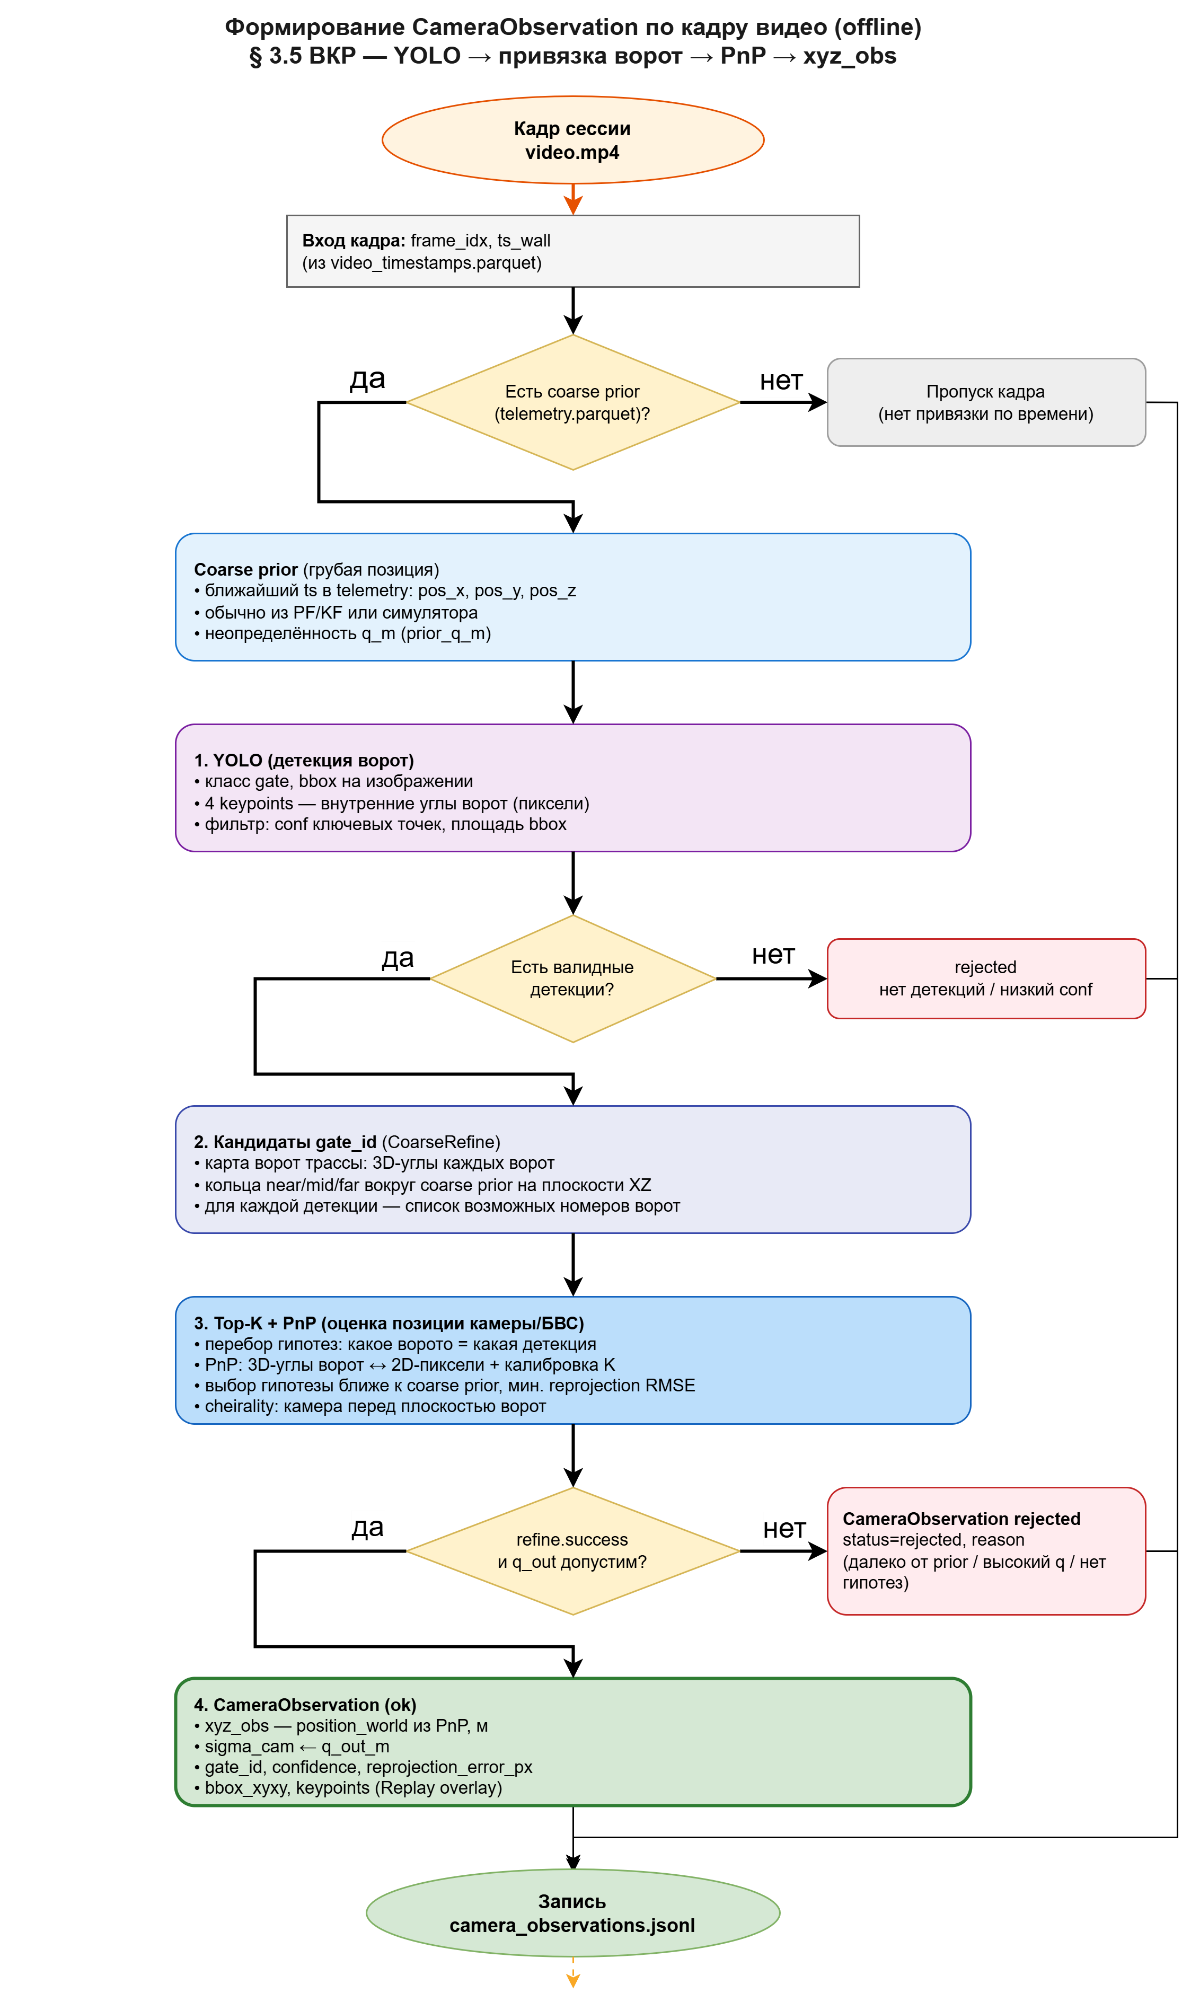 Формирование CameraObservation по кадру видео (offline)
§ 3.5 ВКР — YOLO → привязка ворот → PnP → xyz_obs
Кадр сессии
video.mp4
Вход кадра: frame_idx, ts_wall
(из video_timestamps.parquet)
Есть coarse prior
(telemetry.parquet)?
да
нет
Пропуск кадра
(нет привязки по времени)
Coarse prior (грубая позиция)
• ближайший ts в telemetry: pos_x, pos_y, pos_z
• обычно из PF/KF или симулятора
• неопределённость q_m (prior_q_m)
1. YOLO (детекция ворот)
• класс gate, bbox на изображении
• 4 keypoints — внутренние углы ворот (пиксели)
• фильтр: conf ключевых точек, площадь bbox
Есть валидные
детекции?
да
нет
rejected
нет детекций / низкий conf
2. Кандидаты gate_id (CoarseRefine)
• карта ворот трассы: 3D-углы каждых ворот
• кольца near/mid/far вокруг coarse prior на плоскости XZ
• для каждой детекции — список возможных номеров ворот
3. Top-K + PnP (оценка позиции камеры/БВС)
• перебор гипотез: какое ворото = какая детекция
• PnP: 3D-углы ворот ↔ 2D-пиксели + калибровка K
• выбор гипотезы ближе к coarse prior, мин. reprojection RMSE
• cheirality: камера перед плоскостью ворот
refine.success
и q_out допустим?
да
нет
CameraObservation rejected
status=rejected, reason
(далеко от prior / высокий q / нет
гипотез)
4. CameraObservation (ok)
• xyz_obs — position_world из PnP, м
• sigma_cam ← q_out_m
• gate_id, confidence, reprojection_error_px
• bbox_xyxy, keypoints (Replay overlay)
Запись
camera_observations.jsonl